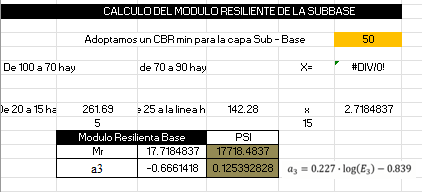 CALCULO DEL MODULO RESILIENTE DE LA SUBBASE
Adoptamos un CBR min para la capa Sub - Base 50
De 100 a 70 hay de 70 a 90 hay X= #DIV/0!
De 20 a 15 ha 261.69 e 25 a la linea h 142.28 x 2.7184837
5 15
Modulo Resilienta Base PSI
Mr 17.7184837 17718.4837
a3 -0.6661418 0.125392828 a₃ = 0.227 · log(E₃) − 0.839